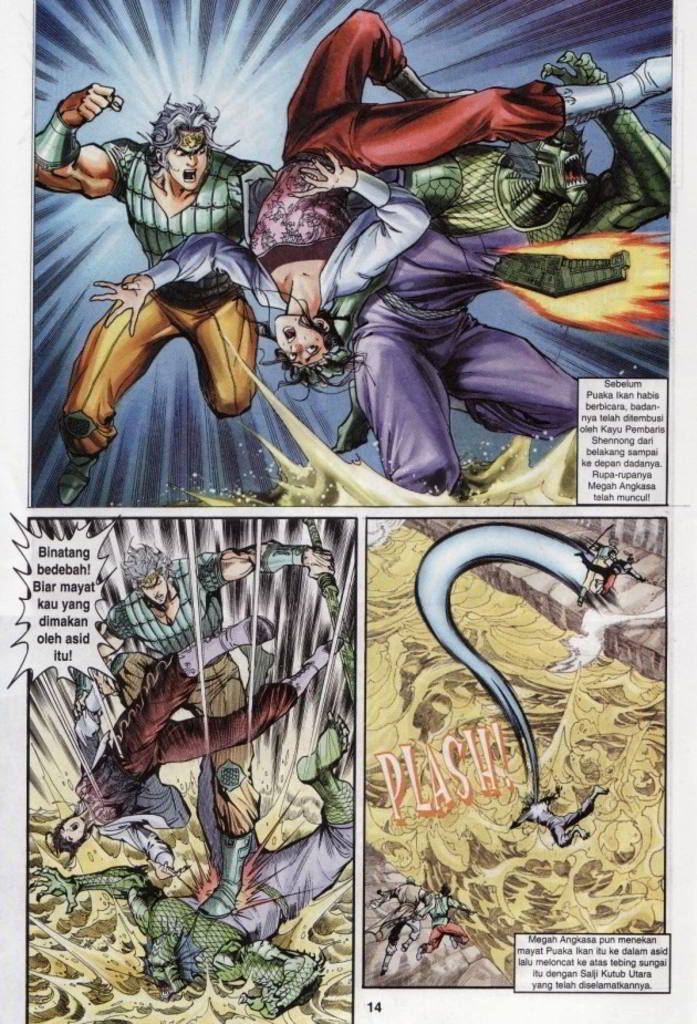 Sebelum
Puaka Ikan habis
berbicara, badan-
nya telah ditembusi
oleh Kayu Pembaris
Shennong dari
belakang sampai
ke depan dadanya.
Rupa-rupanya
Megah Angkasa
telah muncul!
Binatang
bedebah!
Biar mayat
kau yang
dimakan
oleh asid
itu!
PLASH!
Megah Angkasa pun menekan
mayat Puaka Ikan itu ke dalam asid
lalu meloncat ke atas tebing sungai
itu dengan Salji Kutub Utara
yang telah diselamatkannya.
14